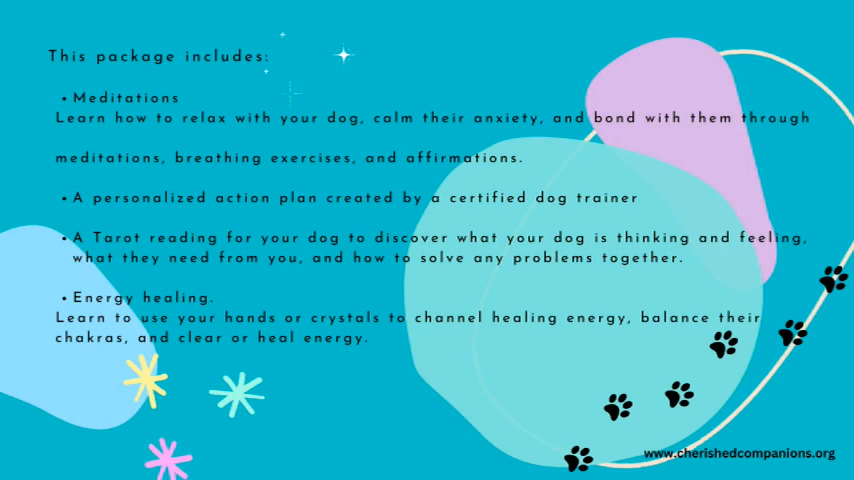 This package includes:
• Meditations
Learn how to relax with your dog, calm their anxiety, and bond with them through
meditations, breathing exercises, and affirmations.
• A personalized action plan created by a certified dog trainer
• A Tarot reading for your dog to discover what your dog is thinking and feeling,
what they need from you, and how to solve any problems together.
• Energy healing.
Learn to use your hands or crystals to channel healing energy, balance their
chakras, and clear or heal energy.
www.cherishedcompanions.org